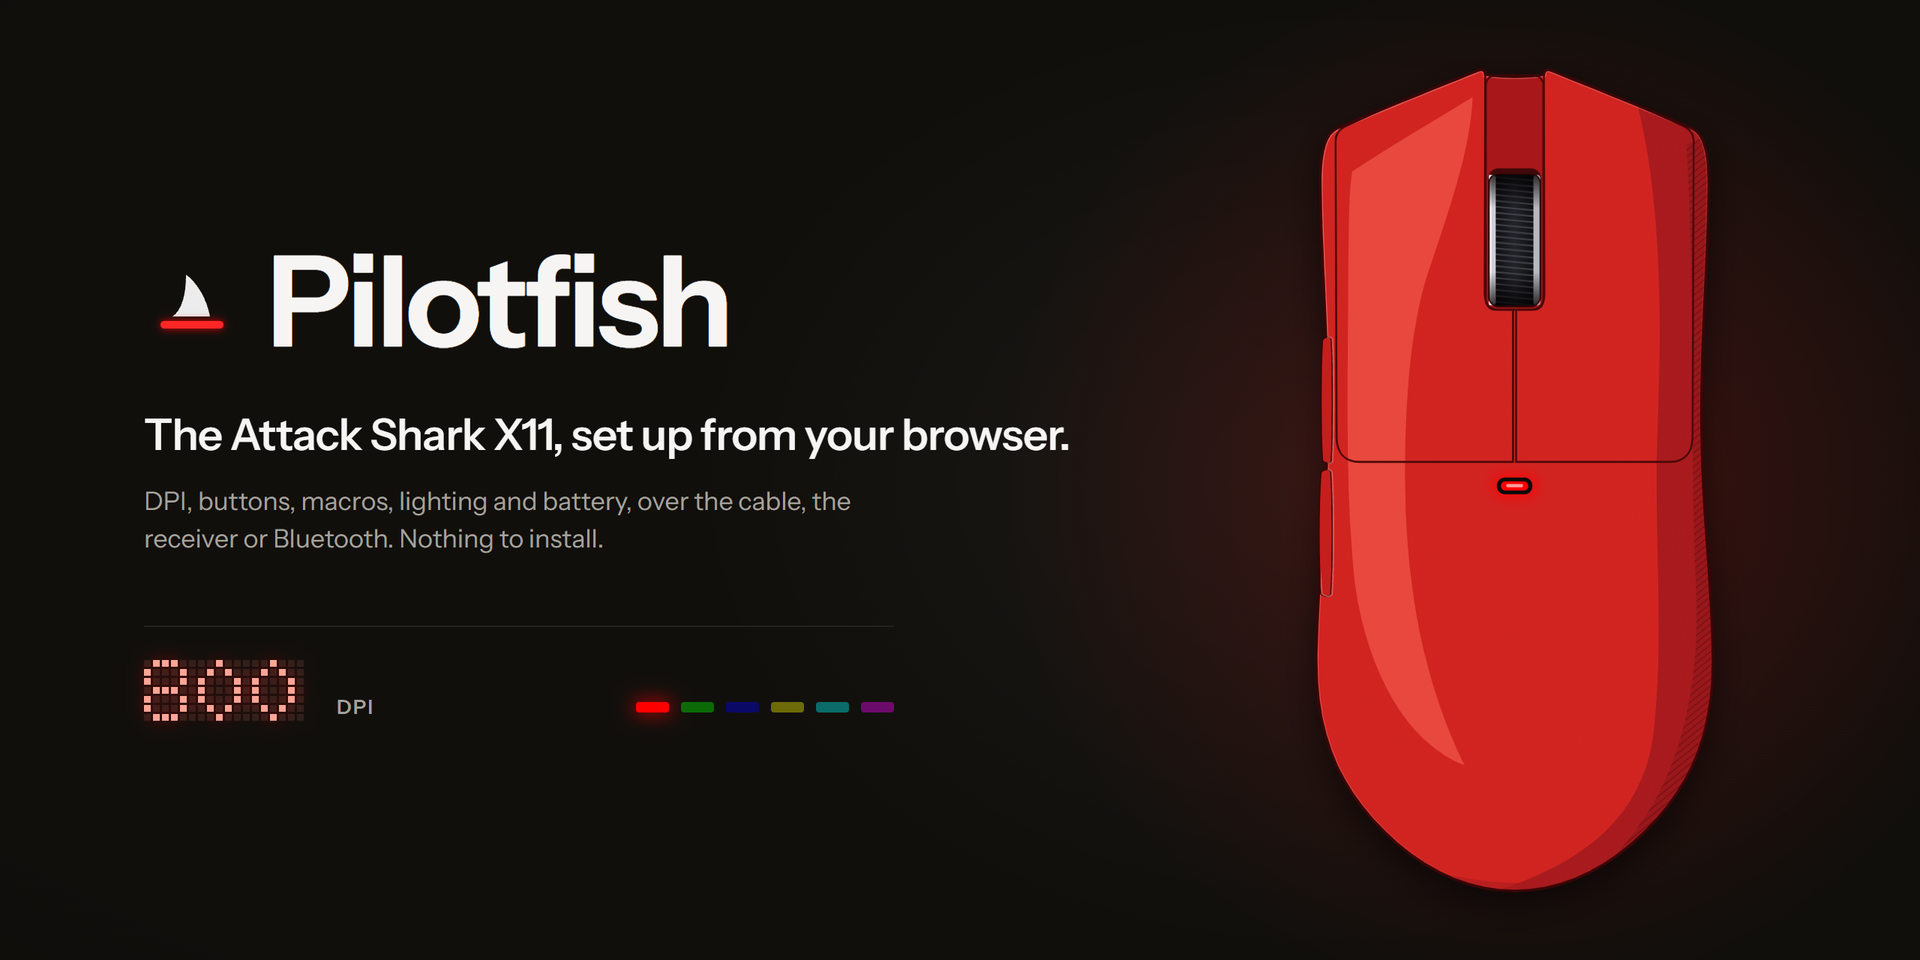 Pilotfish
The Attack Shark X11, set up from your browser.
DPI, buttons, macros, lighting and battery, over the cable, the
receiver or Bluetooth. Nothing to install.
800 DPI